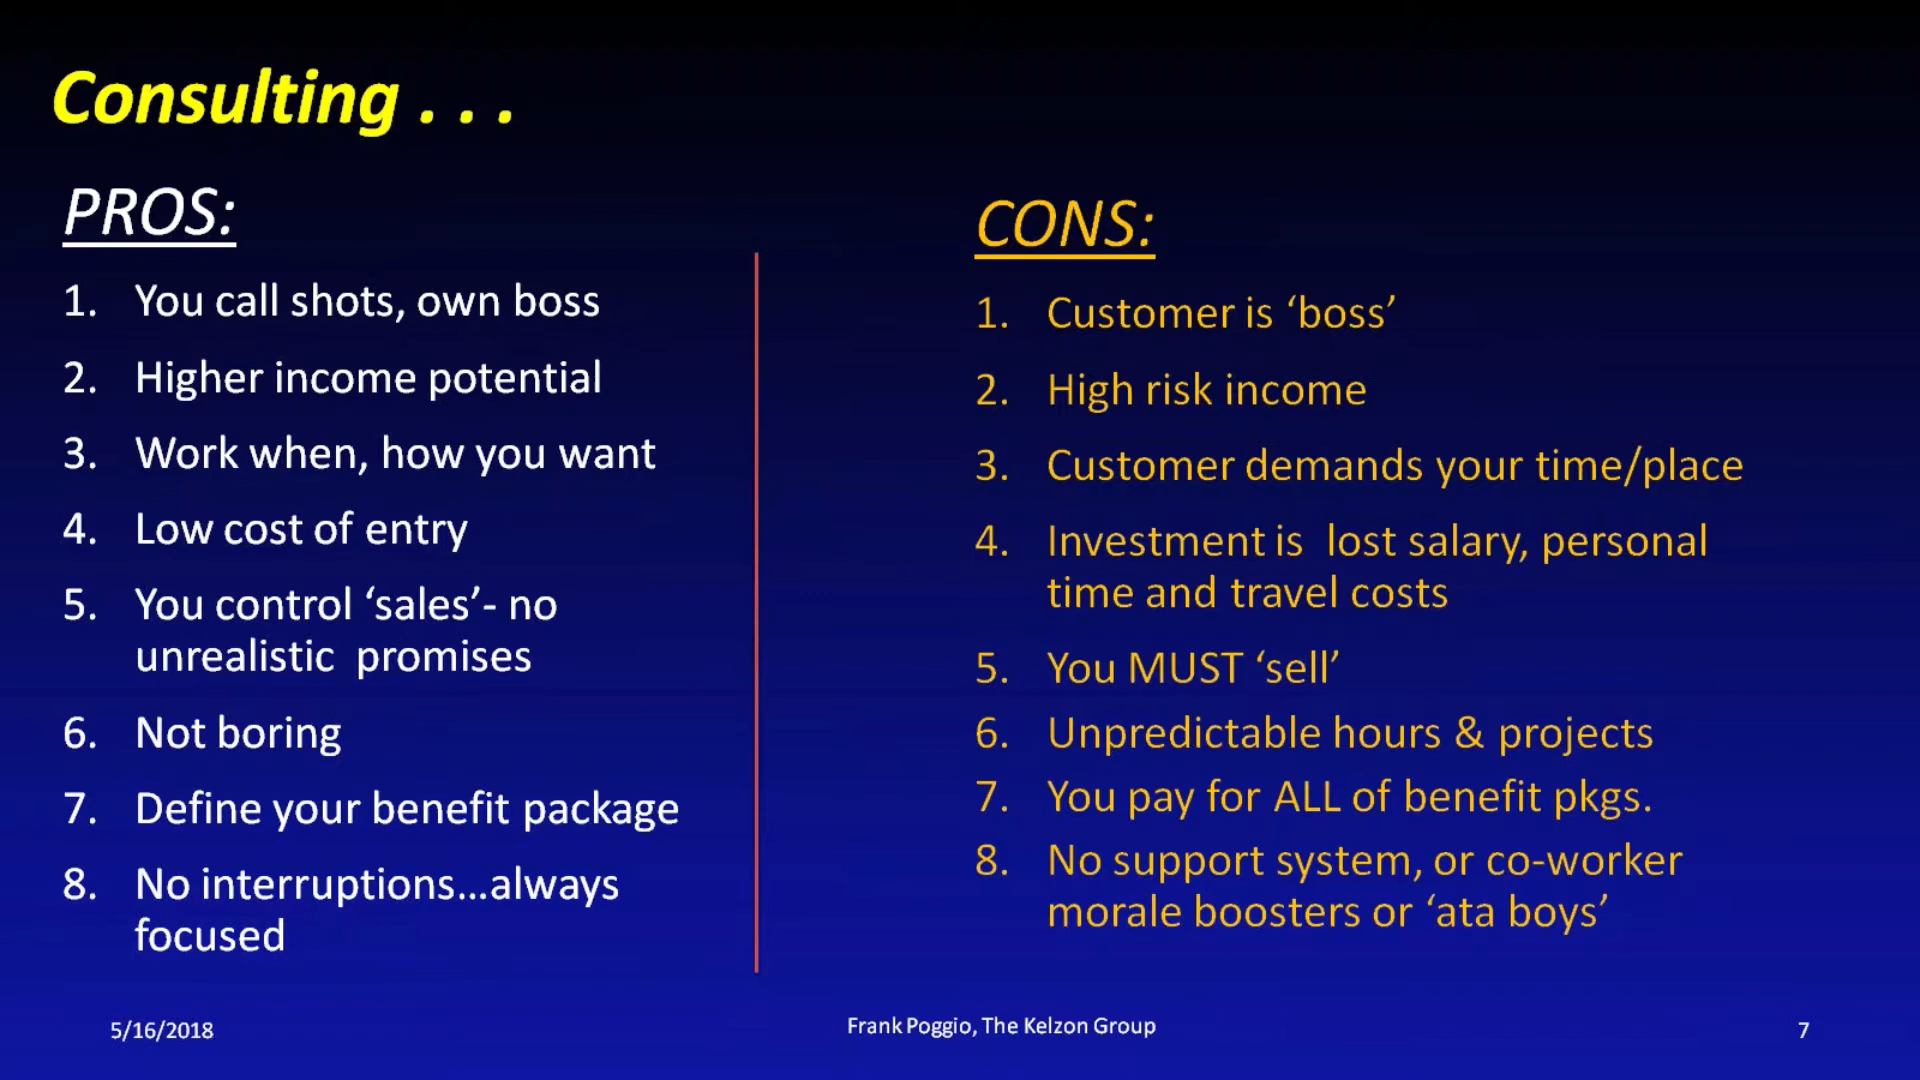 Consulting . . .
PROS:
1. You call shots, own boss
2. Higher income potential
3. Work when, how you want
4. Low cost of entry
5. You control ‘sales’- no
unrealistic promises
6. Not boring
7. Define your benefit package
8. No interruptions...always
focused
CONS:
1. Customer is ‘boss’
2. High risk income
3. Customer demands your time/place
4. Investment is lost salary, personal
time and travel costs
5. You MUST ‘sell’
6. Unpredictable hours & projects
7. You pay for ALL of benefit pkgs.
8. No support system, or co-worker
morale boosters or ‘ata boys’
5/16/2018
Frank Poggio, The Kelzon Group
7